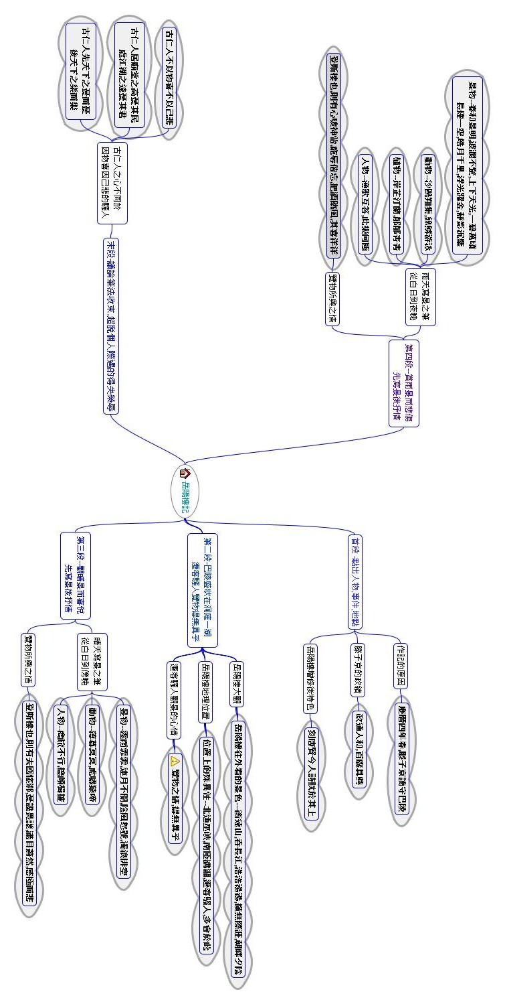 岳陽樓記
首段--點出人物,事件,地點
作記的原因
慶曆四年春,滕子京謫守巴陵
滕子京的政績
政通人和,百廢具興
岳陽樓增修後特色
刻唐賢今人詩賦於其上
第二段-巴陵盛狀在洞庭一湖
遷客騷人覽物得無異乎
岳陽樓大觀
岳陽樓往外看的景色---銜遠山,吞長江,浩浩湯湯,橫無際涯,朝暉夕陰
岳陽樓地理位置
位置上的殊異性--北通巫峽,南極瀟湘,遷客騷人,多會於此
遷客騷人觀景的心情
覽物之情,得無異乎
第三段--觀晴景而喜悅
先寫景後抒情
晴天寫景之筆
從白日到傍晚
景物--霪雨霏霏,連月不開,陰風怒號,濁浪排空
動物--薄暮冥冥,虎嘯猿啼
人物--商旅不行,檣傾楫摧
覽物所興之情
登斯樓也,則有去國懷鄉,憂讒畏譏,滿目蕭然,感極而悲
第四段--賞雨景而悲傷
先寫景後抒情
雨天寫景之筆
從白日到夜晚
景物--春和景明,波瀾不驚,上下天光,一碧萬頃
長煙一空,皓月千里,浮光躍金,靜影沉璧
動物--沙鷗翔集,錦鱗游泳
植物--岸芷汀蘭,郁郁青青
人物--漁歌互答,此樂何極
覽物所興之情
登斯樓也,則有心曠神怡,寵辱偕忘,把酒臨風,其喜洋洋
末段--議論筆法收束,超脫個人際遇的得失榮辱
古仁人之心不同於
因物喜因己悲的騷人
古仁人不以物喜不以己悲
古仁人居廟堂之高憂其民
處江湖之遠憂其君
古仁人先天下之憂而憂
後天下之樂而樂